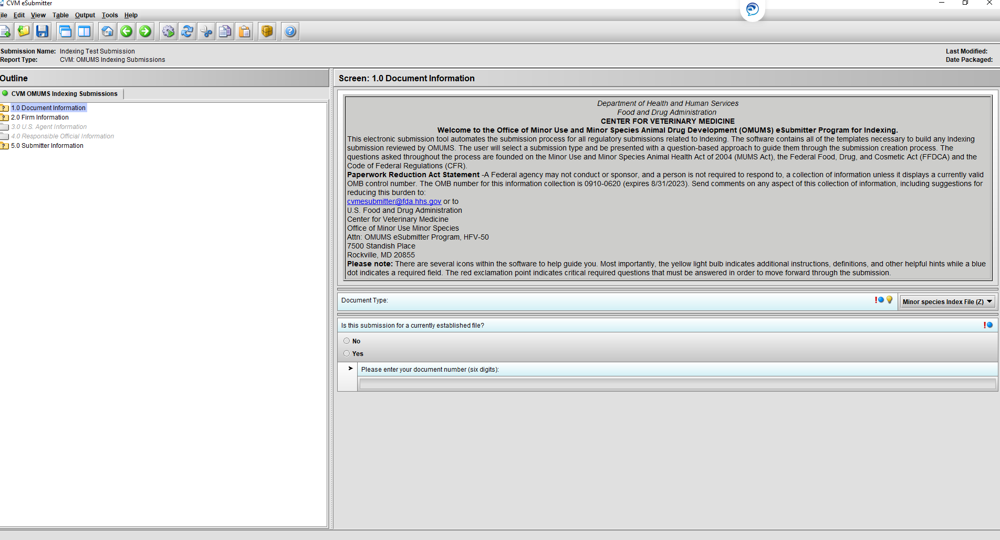 CVM eSubmitter
ile Edit View Table Output Tools Help
Submission Name: Indexing Test Submission
Report Type: CVM: OMUMS Indexing Submissions
Last Modified:
Date Packaged:
Outline
CVM OMUMS Indexing Submissions
1.0 Document Information
2.0 Firm Information
3.0 U.S. Agent Information
4.0 Responsible Official Information
5.0 Submitter Information
Screen: 1.0 Document Information
Department of Health and Human Services
Food and Drug Administration
CENTER FOR VETERINARY MEDICINE
Welcome to the Office of Minor Use and Minor Species Animal Drug Development (OMUMS) eSubmitter Program for Indexing.
This electronic submission tool automates the submission process for all regulatory submissions related to Indexing. The software contains all of the templates necessary to build any Indexing
submission reviewed by OMUMS. The user will select a submission type and be presented with a question-based approach to guide them through the submission creation process. The
questions asked throughout the process are founded on the Minor Use and Minor Species Animal Health Act of 2004 (MUMS Act), the Federal Food, Drug, and Cosmetic Act (FFDCA) and the
Code of Federal Regulations (CFR).
Paperwork Reduction Act Statement -A Federal agency may not conduct or sponsor, and a person is not required to respond to, a collection of information unless it displays a currently valid
OMB control number. The OMB number for this information collection is 0910-0620 (expires 8/31/2023). Send comments on any aspect of this collection of information, including suggestions for
reducing this burden to:
cvmesubmitter@fda.hhs.gov or to
U.S. Food and Drug Administration
Center for Veterinary Medicine
Office of Minor Use Minor Species
Attn: OMUMS eSubmitter Program, HFV-50
7500 Standish Place
Rockville, MD 20855
Please note: There are several icons within the software to help guide you. Most importantly, the yellow light bulb indicates additional instructions, definitions, and other helpful hints while a blue
dot indicates a required field. The red exclamation point indicates critical required questions that must be answered in order to move forward through the submission.
Document Type:
Minor species Index File (Z)
Is this submission for a currently established file?
No
Yes
Please enter your document number (six digits):